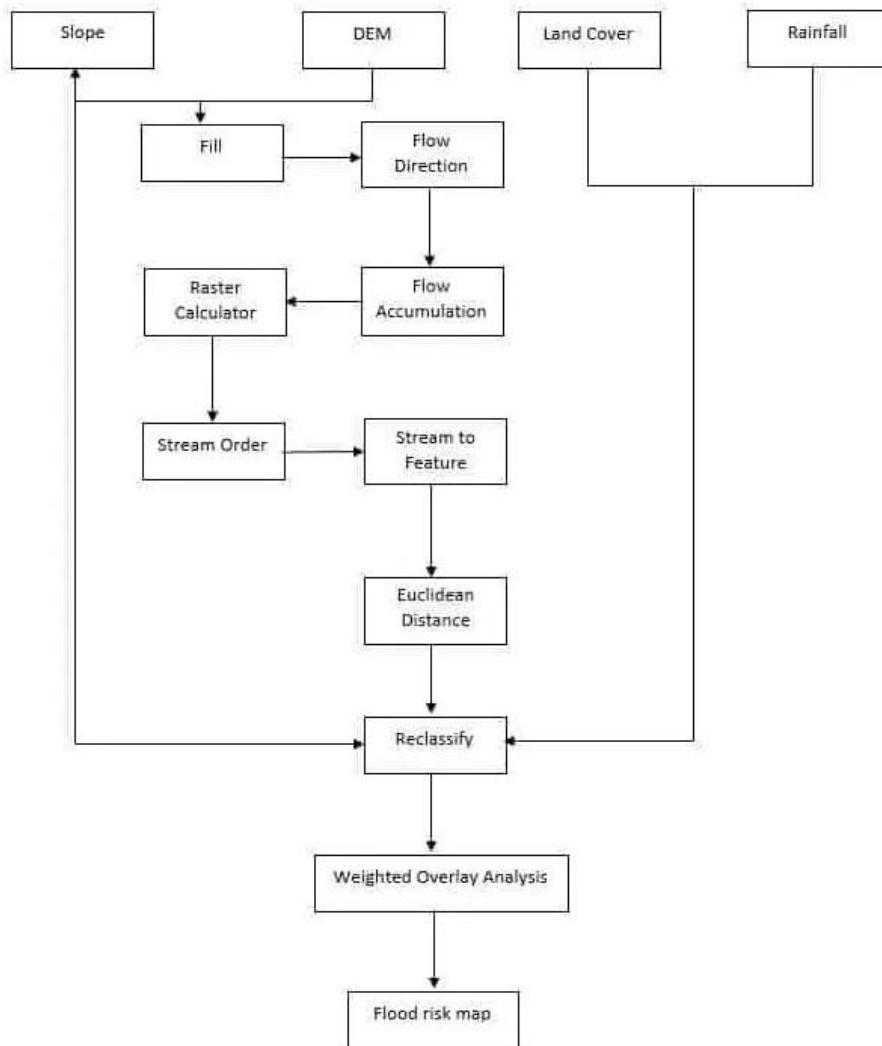 Slope
DEM
Land Cover
Rainfall
Fill
Flow
Direction
Raster
Calculator
Flow
Accumulation
Stream Order
Stream to
Feature
Euclidean
Distance
Reclassify
Weighted Overlay Analysis
Flood risk map